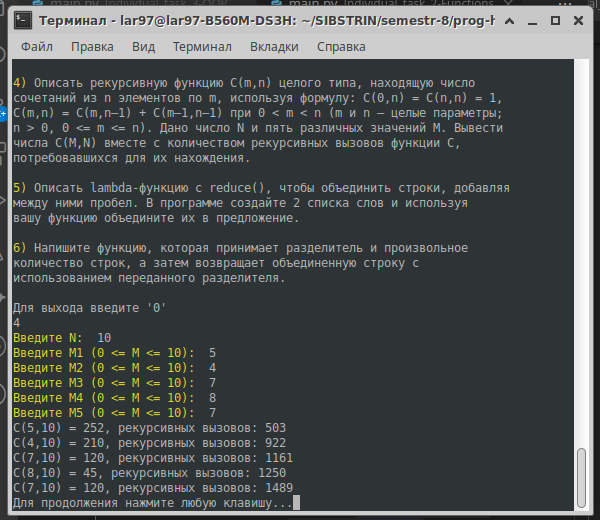 main.py Individual_task_2-Functions
Терминал - lar97@lar97-B560M-DS3H: ~/SIBSTRIN/semestr-8/prog-h
Файл Правка Вид Терминал Вкладки Справка
4) Описать рекурсивную функцию C(m,n) целого типа, находящую число
сочетаний из n элементов по m, используя формулу: C(0,n) = C(n,n) = 1,
C(m,n) = C(m,n–1) + C(m–1,n–1) при 0 < m < n (m и n — целые параметры;
n > 0, 0 <= m <= n). Дано число N и пять различных значений M. Вывести
числа C(M,N) вместе с количеством рекурсивных вызовов функции C,
потребовавшихся для их нахождения.
5) Описать lambda-функцию с reduce(), чтобы объединить строки, добавляя
между ними пробел. В программе создайте 2 списка слов и используя
вашу функцию объедините их в предложение.
6) Напишите функцию, которая принимает разделитель и произвольное
количество строк, а затем возвращает объединенную строку с
использованием переданного разделителя.
Для выхода введите '0'
4
Введите N:  10
Введите M1 (0 <= M <= 10):  5
Введите M2 (0 <= M <= 10):  4
Введите M3 (0 <= M <= 10):  7
Введите M4 (0 <= M <= 10):  8
Введите M5 (0 <= M <= 10):  7
C(5,10) = 252, рекурсивных вызовов: 503
C(4,10) = 210, рекурсивных вызовов: 922
C(7,10) = 120, рекурсивных вызовов: 1161
C(8,10) = 45, рекурсивных вызовов: 1250
C(7,10) = 120, рекурсивных вызовов: 1489
Для продолжения нажмите любую клавишу...